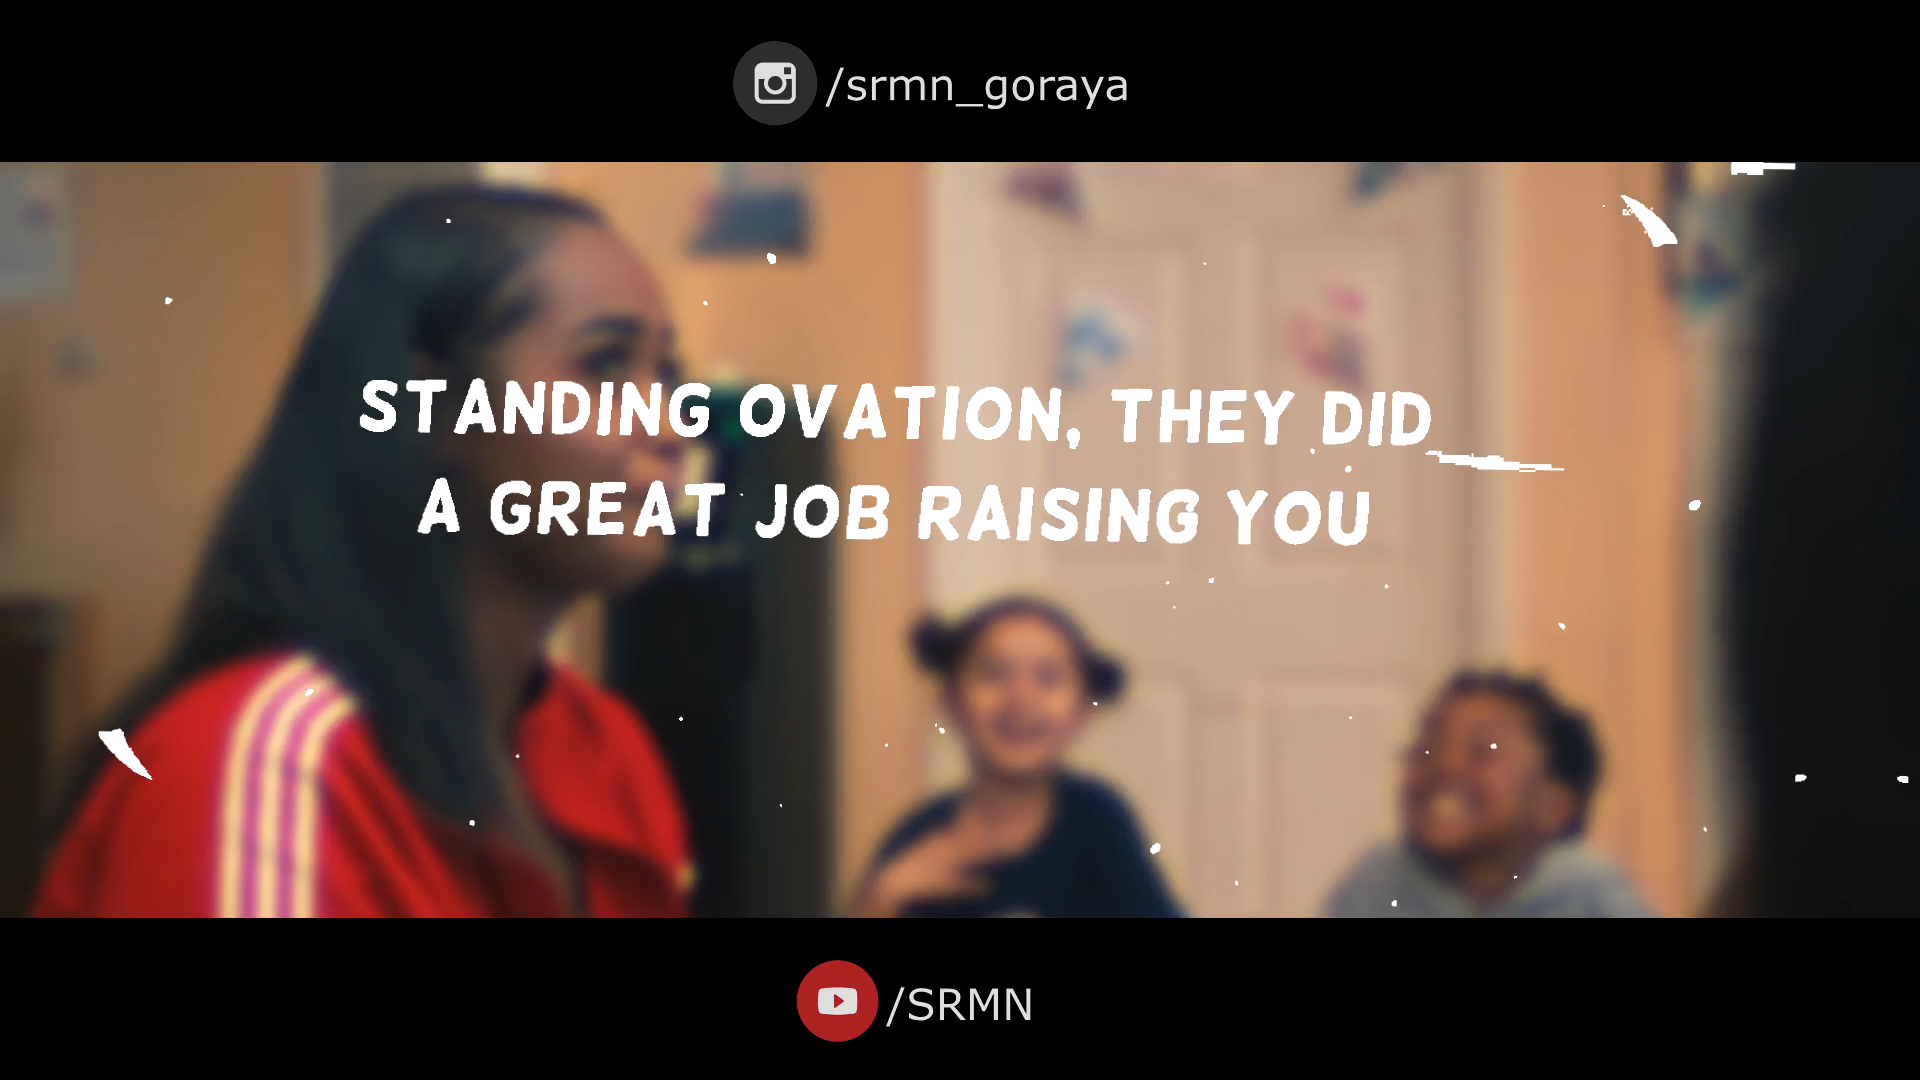 /srmn_goraya
STANDING OVATION, THEY DID
A GREAT JOB RAISING YOU
/SRMN